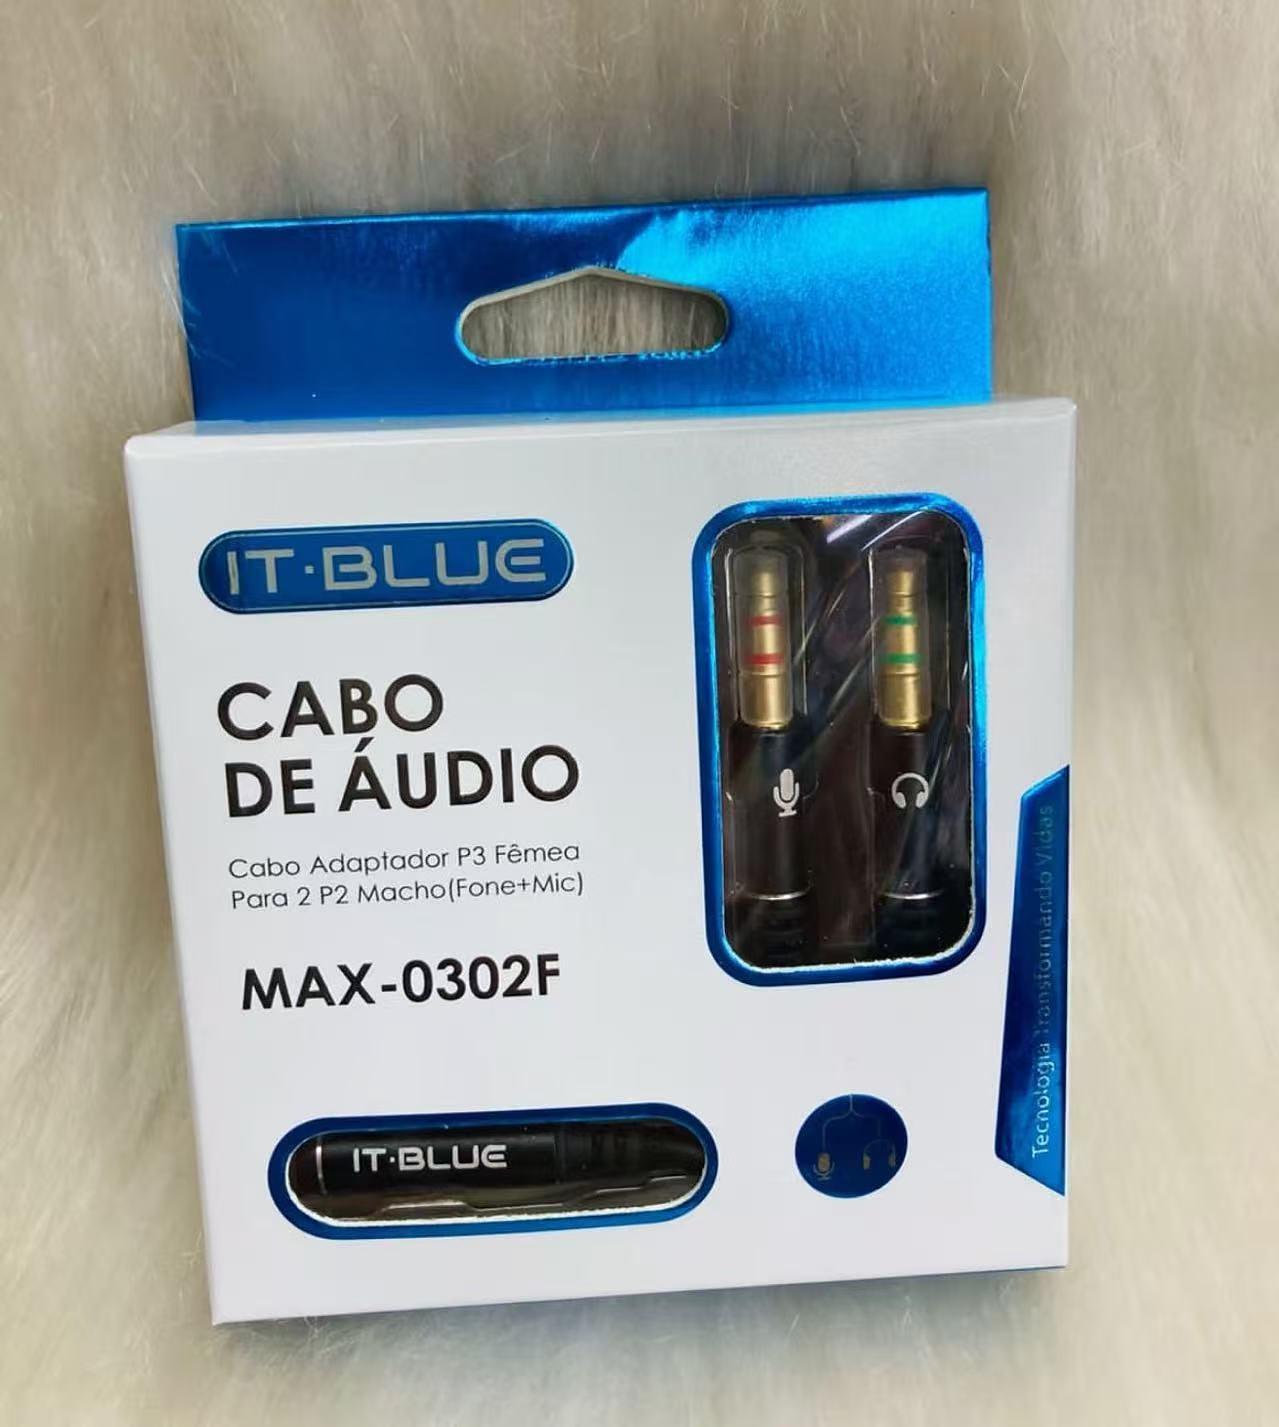 IT·BLUE
CABO
DE ÁUDIO
Cabo Adaptador P3 Fêmea
Para 2 P2 Macho(Fone+Mic)
MAX-0302F
IT·BLUE
Tecnologia Transformando Vidas